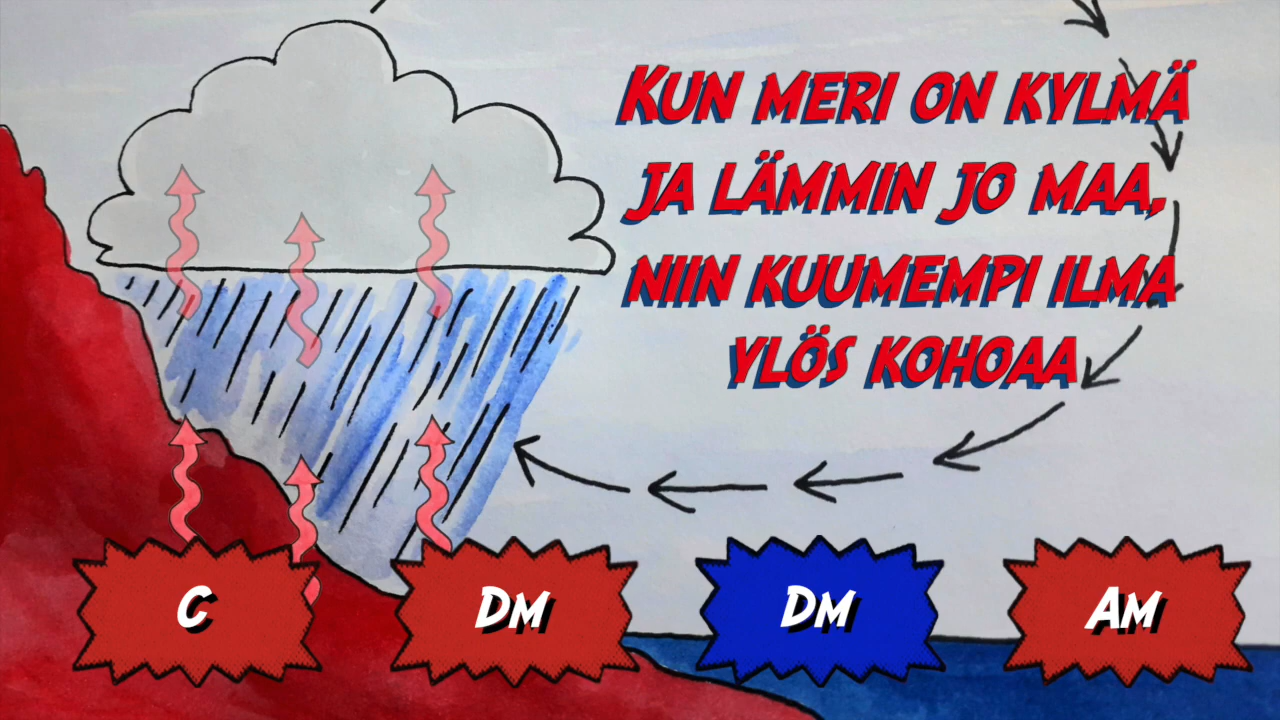 Kun meri on kylmä
ja lämmin jo maa,
niin kuumempi ilma
ylös kohoaa
C Dm Dm Am